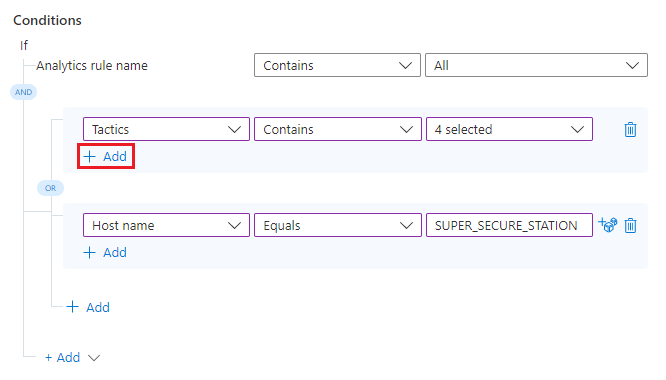 Conditions
If
Analytics rule name Contains All
AND
Tactics Contains 4 selected
+ Add
OR
Host name Equals SUPER_SECURE_STATION
+ Add
+ Add
+ Add